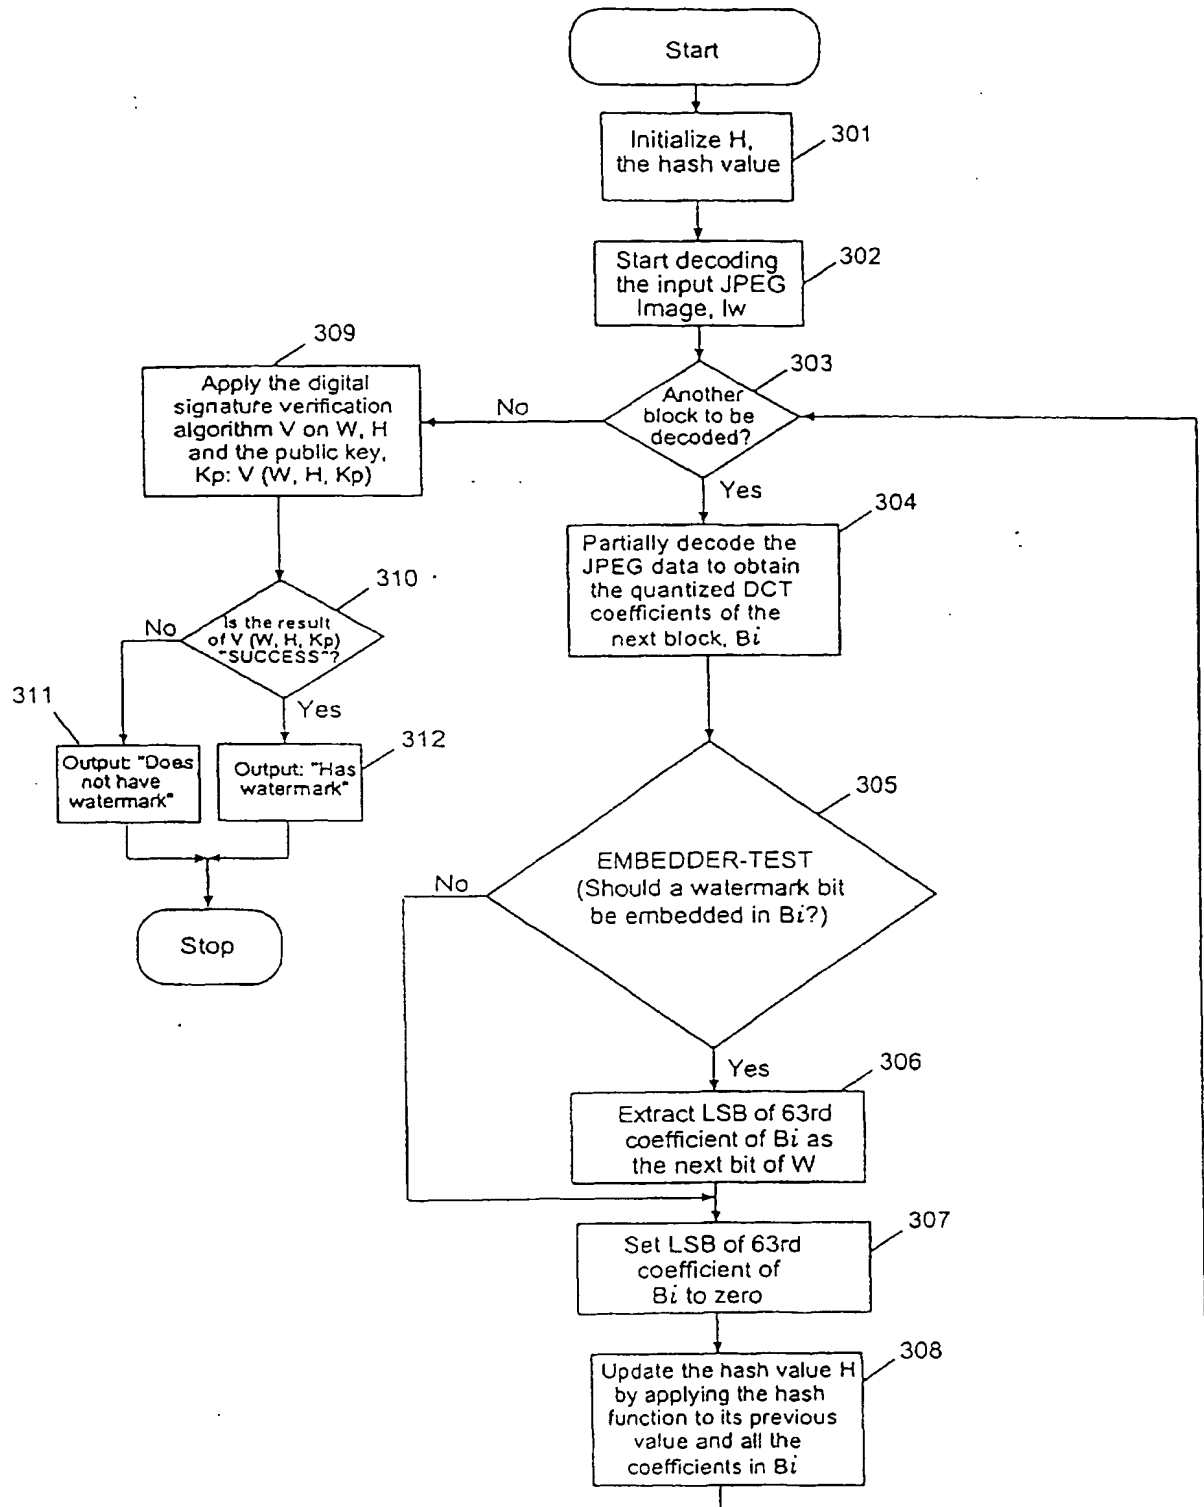 Start
Initialize H,
the hash value
301
Start decoding
the input JPEG
Image, Iw
302
303
Another
block to be
decoded?
No
Yes
309
Apply the digital
signature verification
algorithm V on W, H
and the public key,
Kp: V (W, H, Kp)
304
Partially decode the
JPEG data to obtain
the quantized DCT
coefficients of the
next block, Bi
310
Is the result
of V (W, H, Kp)
"SUCCESS"?
No
Yes
311
Output: "Does
not have
watermark"
312
Output: "Has
watermark"
Stop
305
EMBEDDER-TEST
(Should a watermark bit
be embedded in Bi?)
No
Yes
306
Extract LSB of 63rd
coefficient of Bi as
the next bit of W
307
Set LSB of 63rd
coefficient of
Bi to zero
308
Update the hash value H
by applying the hash
function to its previous
value and all the
coefficients in Bi